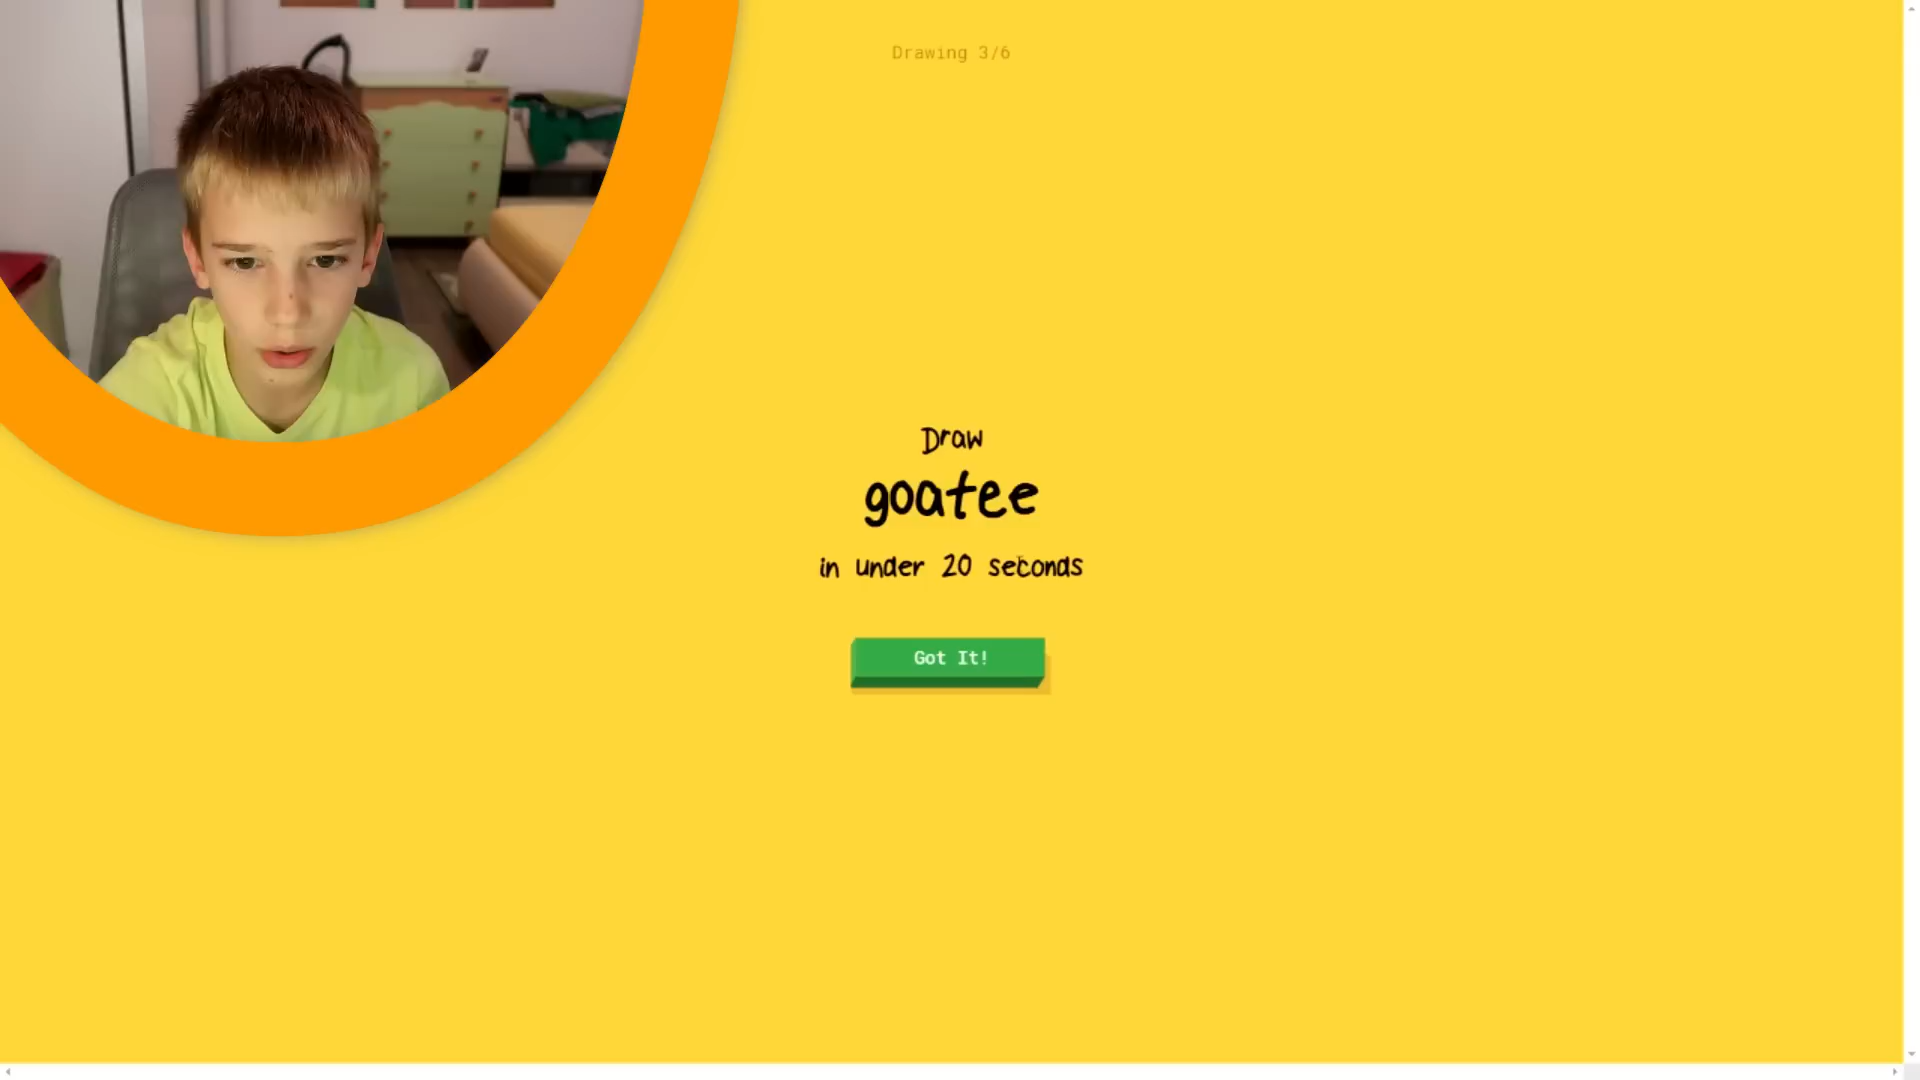 Drawing 3/6
Draw
goatee
in under 20 seconds
Got It!